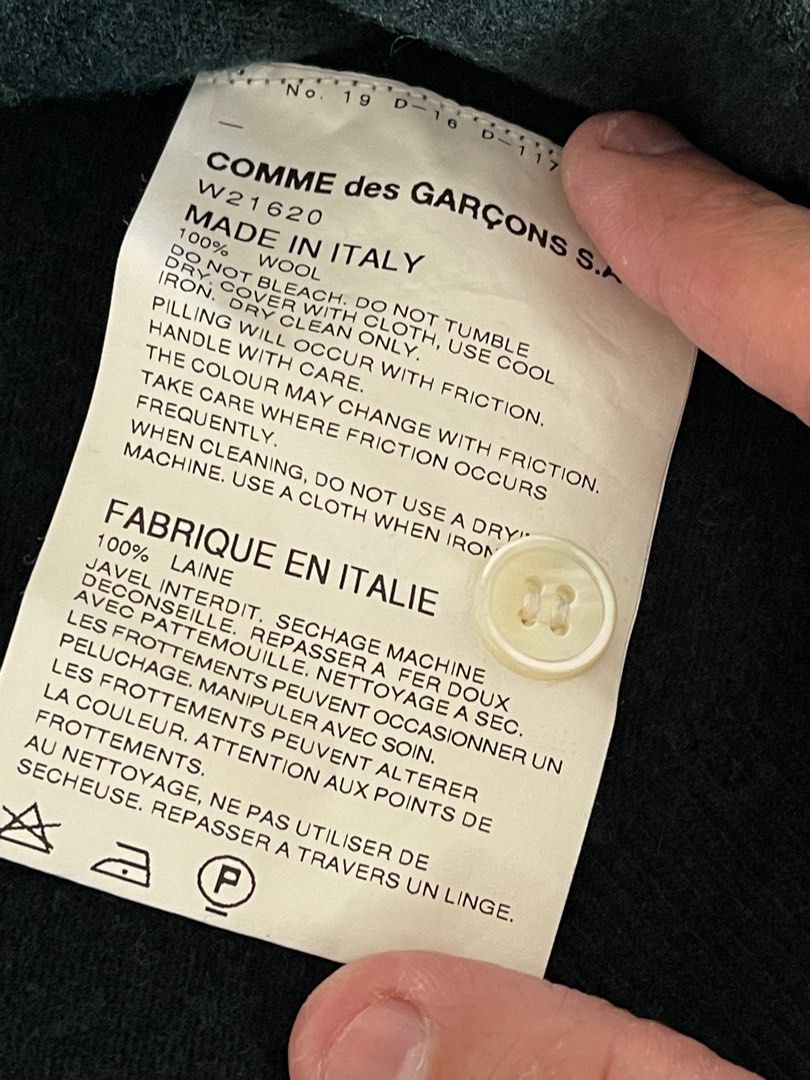 No. 19 D-16 D-117
—
COMME des GARÇONS S.A
W21620
MADE IN ITALY
100% WOOL
DO NOT BLEACH. DO NOT TUMBLE
DRY, COVER WITH CLOTH, USE COOL
IRON. DRY CLEAN ONLY.
PILLING WILL OCCUR WITH FRICTION.
HANDLE WITH CARE.
THE COLOUR MAY CHANGE WITH FRICTION.
TAKE CARE WHERE FRICTION OCCURS
FREQUENTLY.
WHEN CLEANING, DO NOT USE A
MACHINE. USE A CLOTH WHEN
FABRIQUE EN ITALIE
100% LAINE
JAVEL INTERDIT. SECHAGE MACHINE
DECONSEILLE. REPASSER A FER DOUX
AVEC PATTEMOUILLE. NETTOYAGE A SEC.
LES FROTTEMENTS PEUVENT OCCASIONNER UN
PELUCHAGE. MANIPULER AVEC SOIN.
LES FROTTEMENTS PEUVENT ALTERER
LA COULEUR. ATTENTION AUX POINTS DE
FROTTEMENTS.
AU NETTOYAGE, NE PAS UTILISER DE
SECHEUSE. REPASSER A TRAVERS UN LINGE.
P